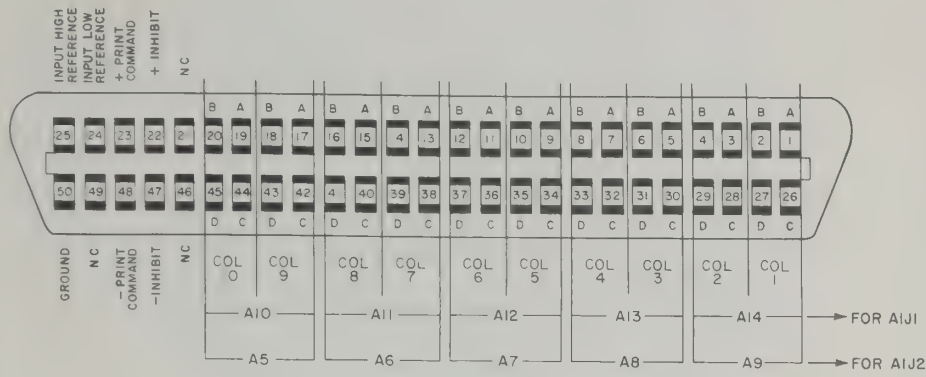 INPUT HIGH
REFERENCE
INPUT LOW
REFERENCE
+ PRINT
COMMAND
+ INHIBIT
NC
B A B A B A B A B A B A B A B A B A B A
25 24 23 22 2 20 19 18 17 16 15 4 13 12 11 10 9 8 7 6 5 4 3 2 1
50 49 48 47 46 45 44 43 42 4 40 39 38 37 36 35 34 33 32 31 30 29 28 27 26
D C D C D C D C D C D C D C D C D C D C
GROUND
NC
- PRINT
COMMAND
-INHIBIT
NC
COL
0
COL
9
COL
8
COL
7
COL
6
COL
5
COL
4
COL
3
COL
2
COL
1
A10 A11 A12 A13 A14 FOR A1J1
A5 A6 A7 A8 A9 FOR A1J2